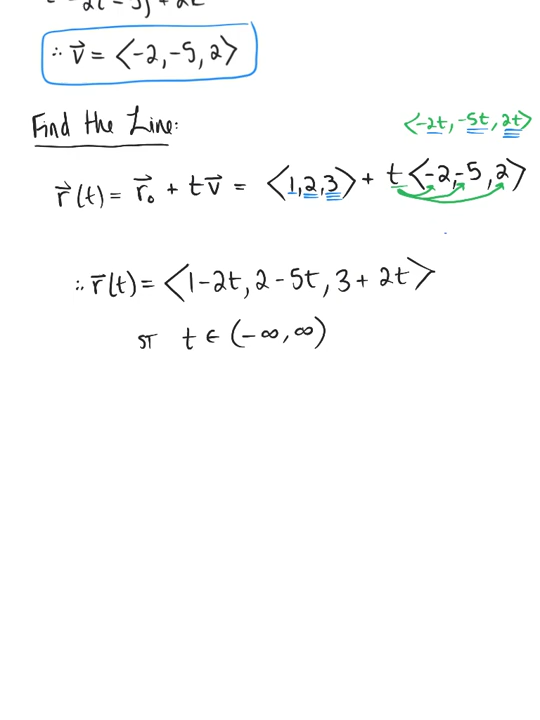 ∴ v⃗ = <-2,-5,2>
Find the Line:
<-2t,-5t,2t>
r⃗(t) = r⃗₀ + tv⃗ = <1,2,3> + t<-2,-5,2>
∴ r⃗(t) = <1-2t, 2-5t, 3+2t>
ST t ∈ (-∞,∞)